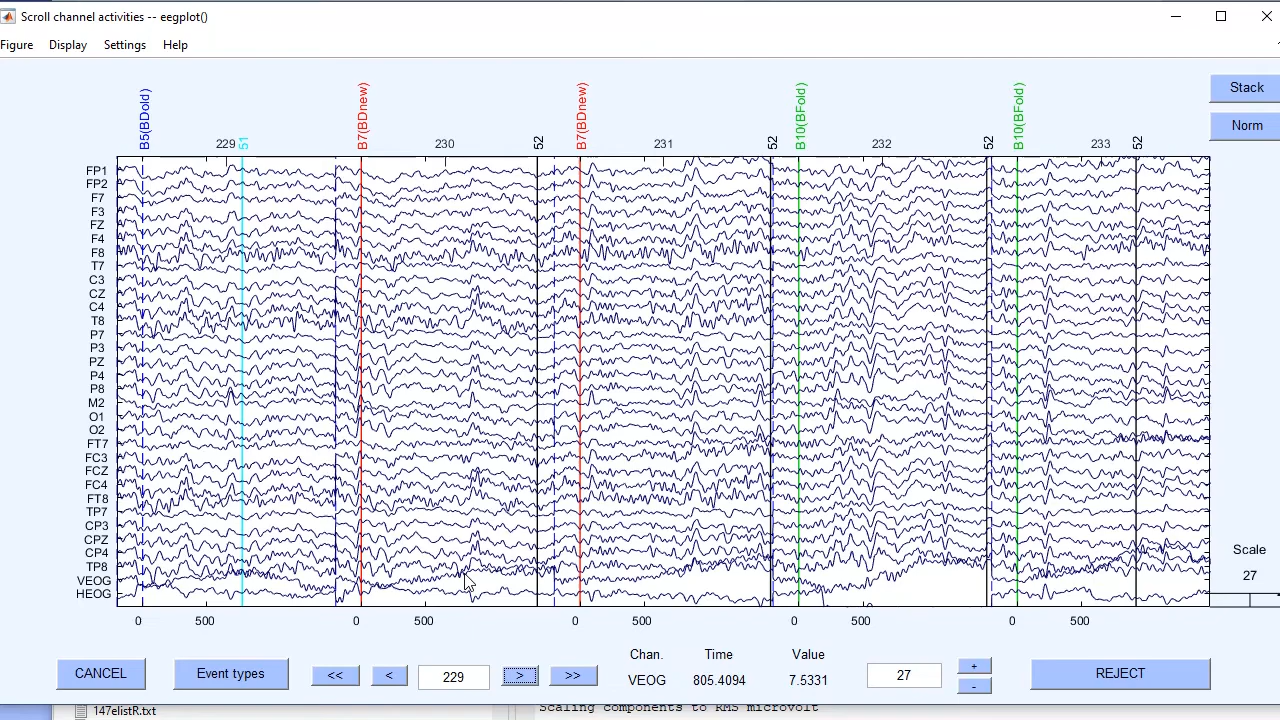 Scroll channel activities -- eegplot()
Figure Display Settings Help
B5(BDold) 229 51 B7(BDnew) 230 52 B7(BDnew) 231 52 B10(BFold) 232 52 B10(BFold) 233 52
Stack
Norm
FP1
FP2
F7
F3
FZ
F4
F8
T7
C3
CZ
C4
T8
P7
P3
PZ
P4
P8
M2
O1
O2
FT7
FC3
FCZ
FC4
FT8
TP7
CP3
CPZ
CP4
TP8
VEOG
HEOG
Scale
27
0 500 0 500 0 500 0 500 0 500
Chan. Time Value
CANCEL Event types << < 229 > >> VEOG 805.4094 7.5331 27 + - REJECT
147elistR.txt
Scaling components to RMS microvolt